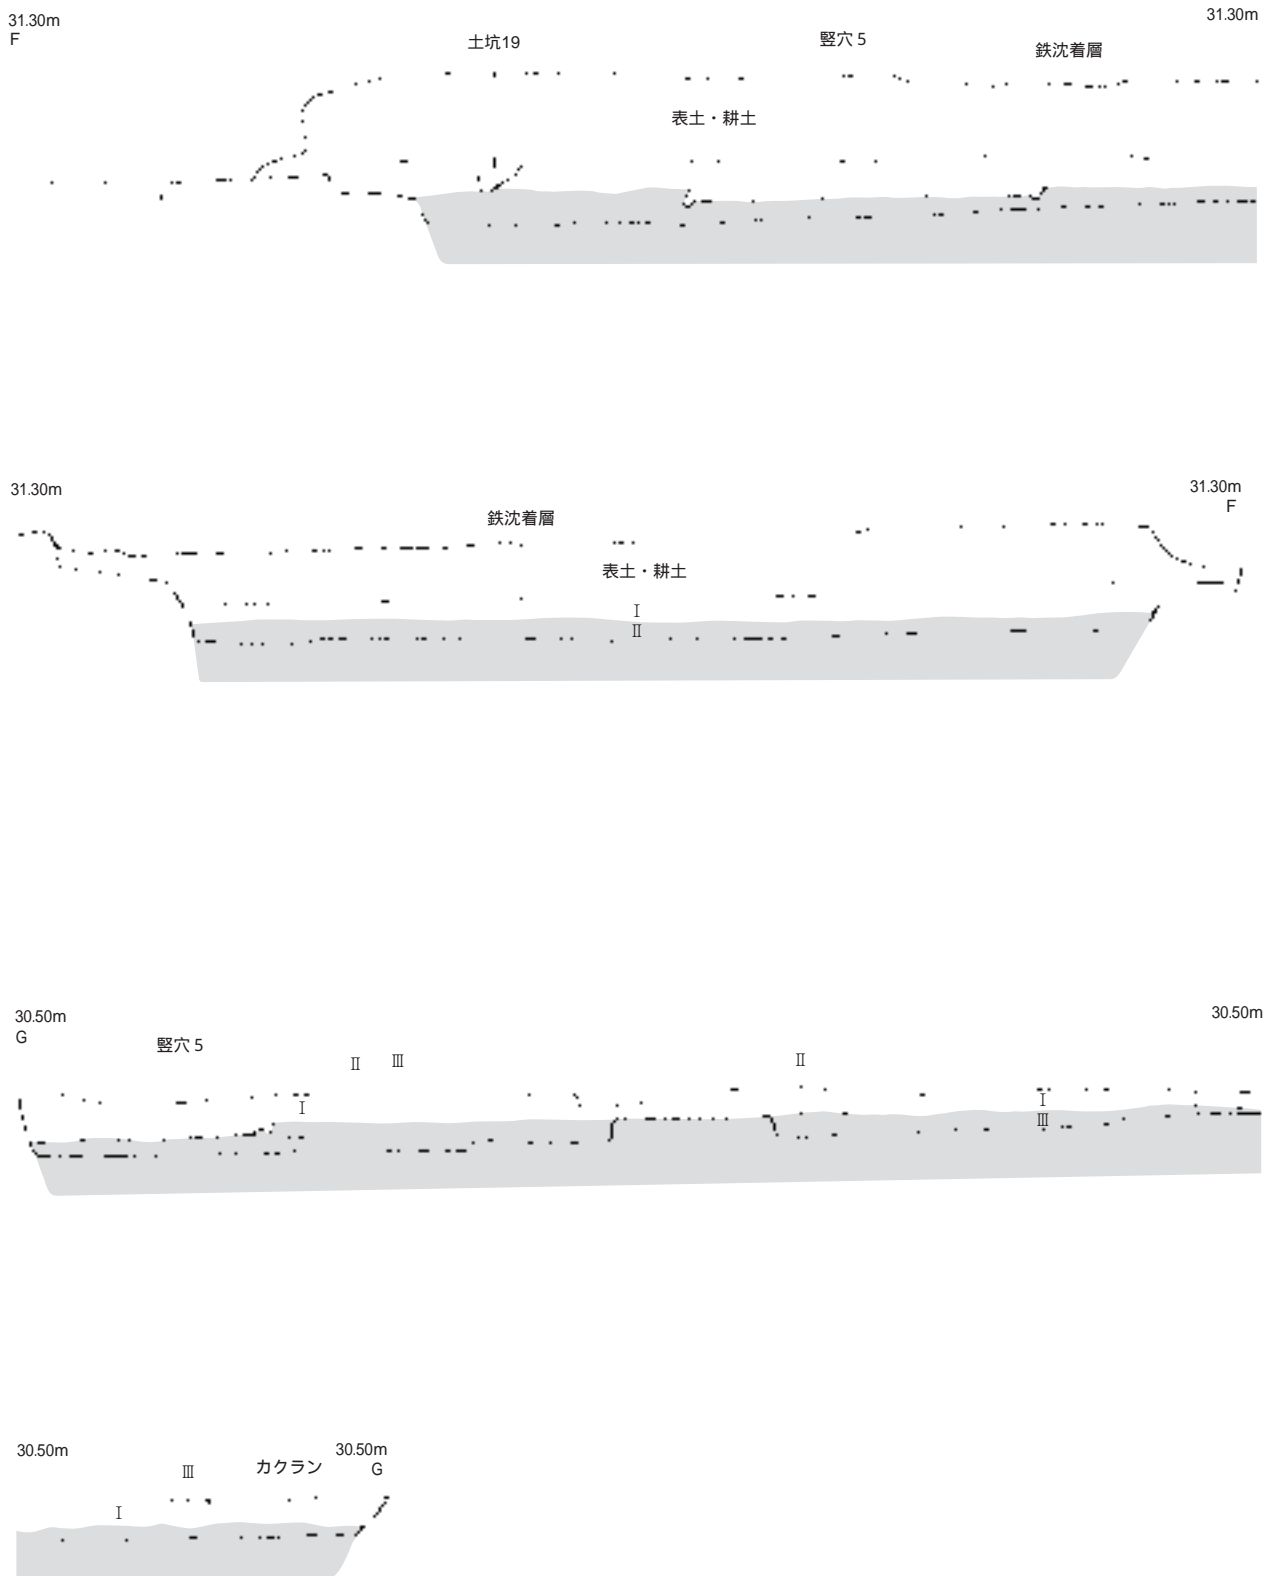 31.30m
31.30m
F
土坑19
竪穴 5
鉄沈着層
表土・耕土
31.30m
31.30m
F
鉄沈着層
表土・耕土
Ⅰ
Ⅱ
30.50m
30.50m
G
竪穴 5
Ⅱ
Ⅲ
Ⅱ
Ⅰ
Ⅰ
Ⅲ
30.50m
30.50m
Ⅲ
カクラン
G
Ⅰ